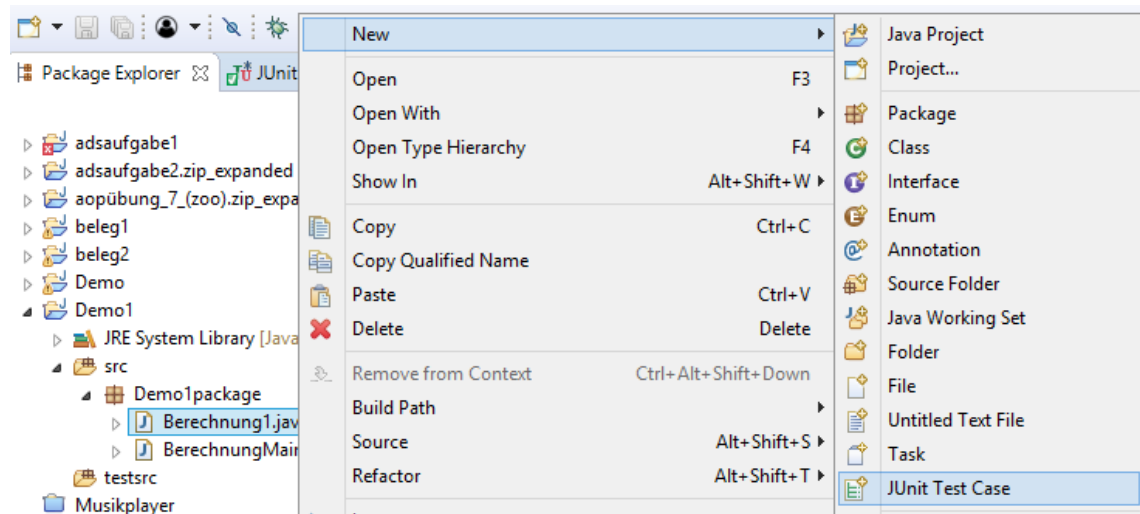 Package Explorer
JUnit
adsaufgabe1
adsaufgabe2.zip_expanded
aopübung_7_(zoo).zip_expa
beleg1
beleg2
Demo
Demo1
JRE System Library [Java
src
Demo1package
Berechnung1.jav
BerechnungMain
testsrc
Musikplayer
New
Open F3
Open With
Open Type Hierarchy F4
Show In Alt+Shift+W
Copy Ctrl+C
Copy Qualified Name
Paste Ctrl+V
Delete Delete
Remove from Context Ctrl+Alt+Shift+Down
Build Path
Source Alt+Shift+S
Refactor Alt+Shift+T
Java Project
Project...
Package
Class
Interface
Enum
Annotation
Source Folder
Java Working Set
Folder
File
Untitled Text File
Task
JUnit Test Case